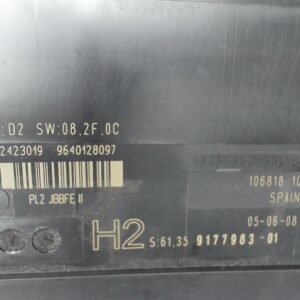 :D2 SW:08.2F.0C
2423019 9640128097
PL2 JBBFE II
106818 10
SPAIN
05-06-08
H2 S:61.35 9177983-01